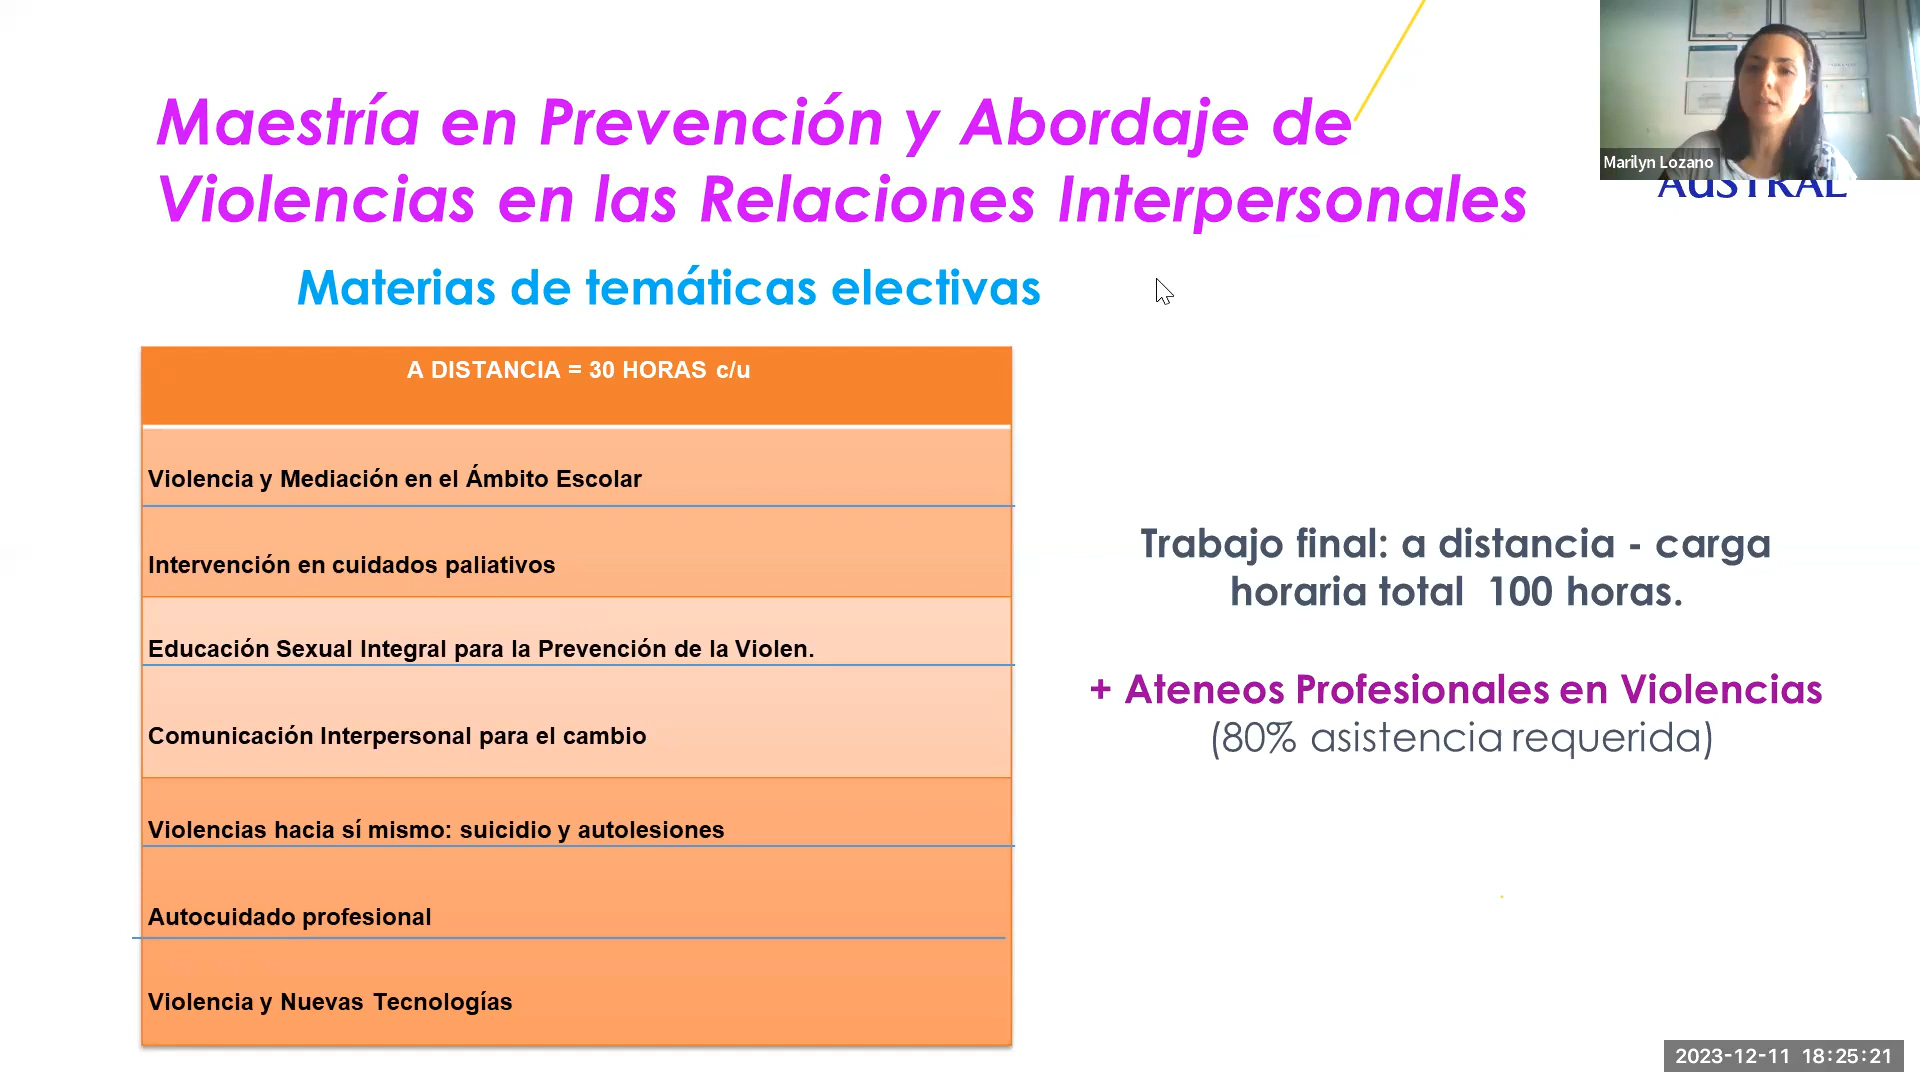 Maestría en Prevención y Abordaje de
Violencias en las Relaciones Interpersonales
Marilyn Lozano
AUSTRAL
Materias de temáticas electivas
A DISTANCIA = 30 HORAS c/u
Violencia y Mediación en el Ámbito Escolar
Intervención en cuidados paliativos
Educación Sexual Integral para la Prevención de la Violen.
Comunicación Interpersonal para el cambio
Violencias hacia sí mismo: suicidio y autolesiones
Autocuidado profesional
Violencia y Nuevas Tecnologías
Trabajo final: a distancia - carga
horaria total 100 horas.
+ Ateneos Profesionales en Violencias
(80% asistencia requerida)
2023-12-11 18:25:21